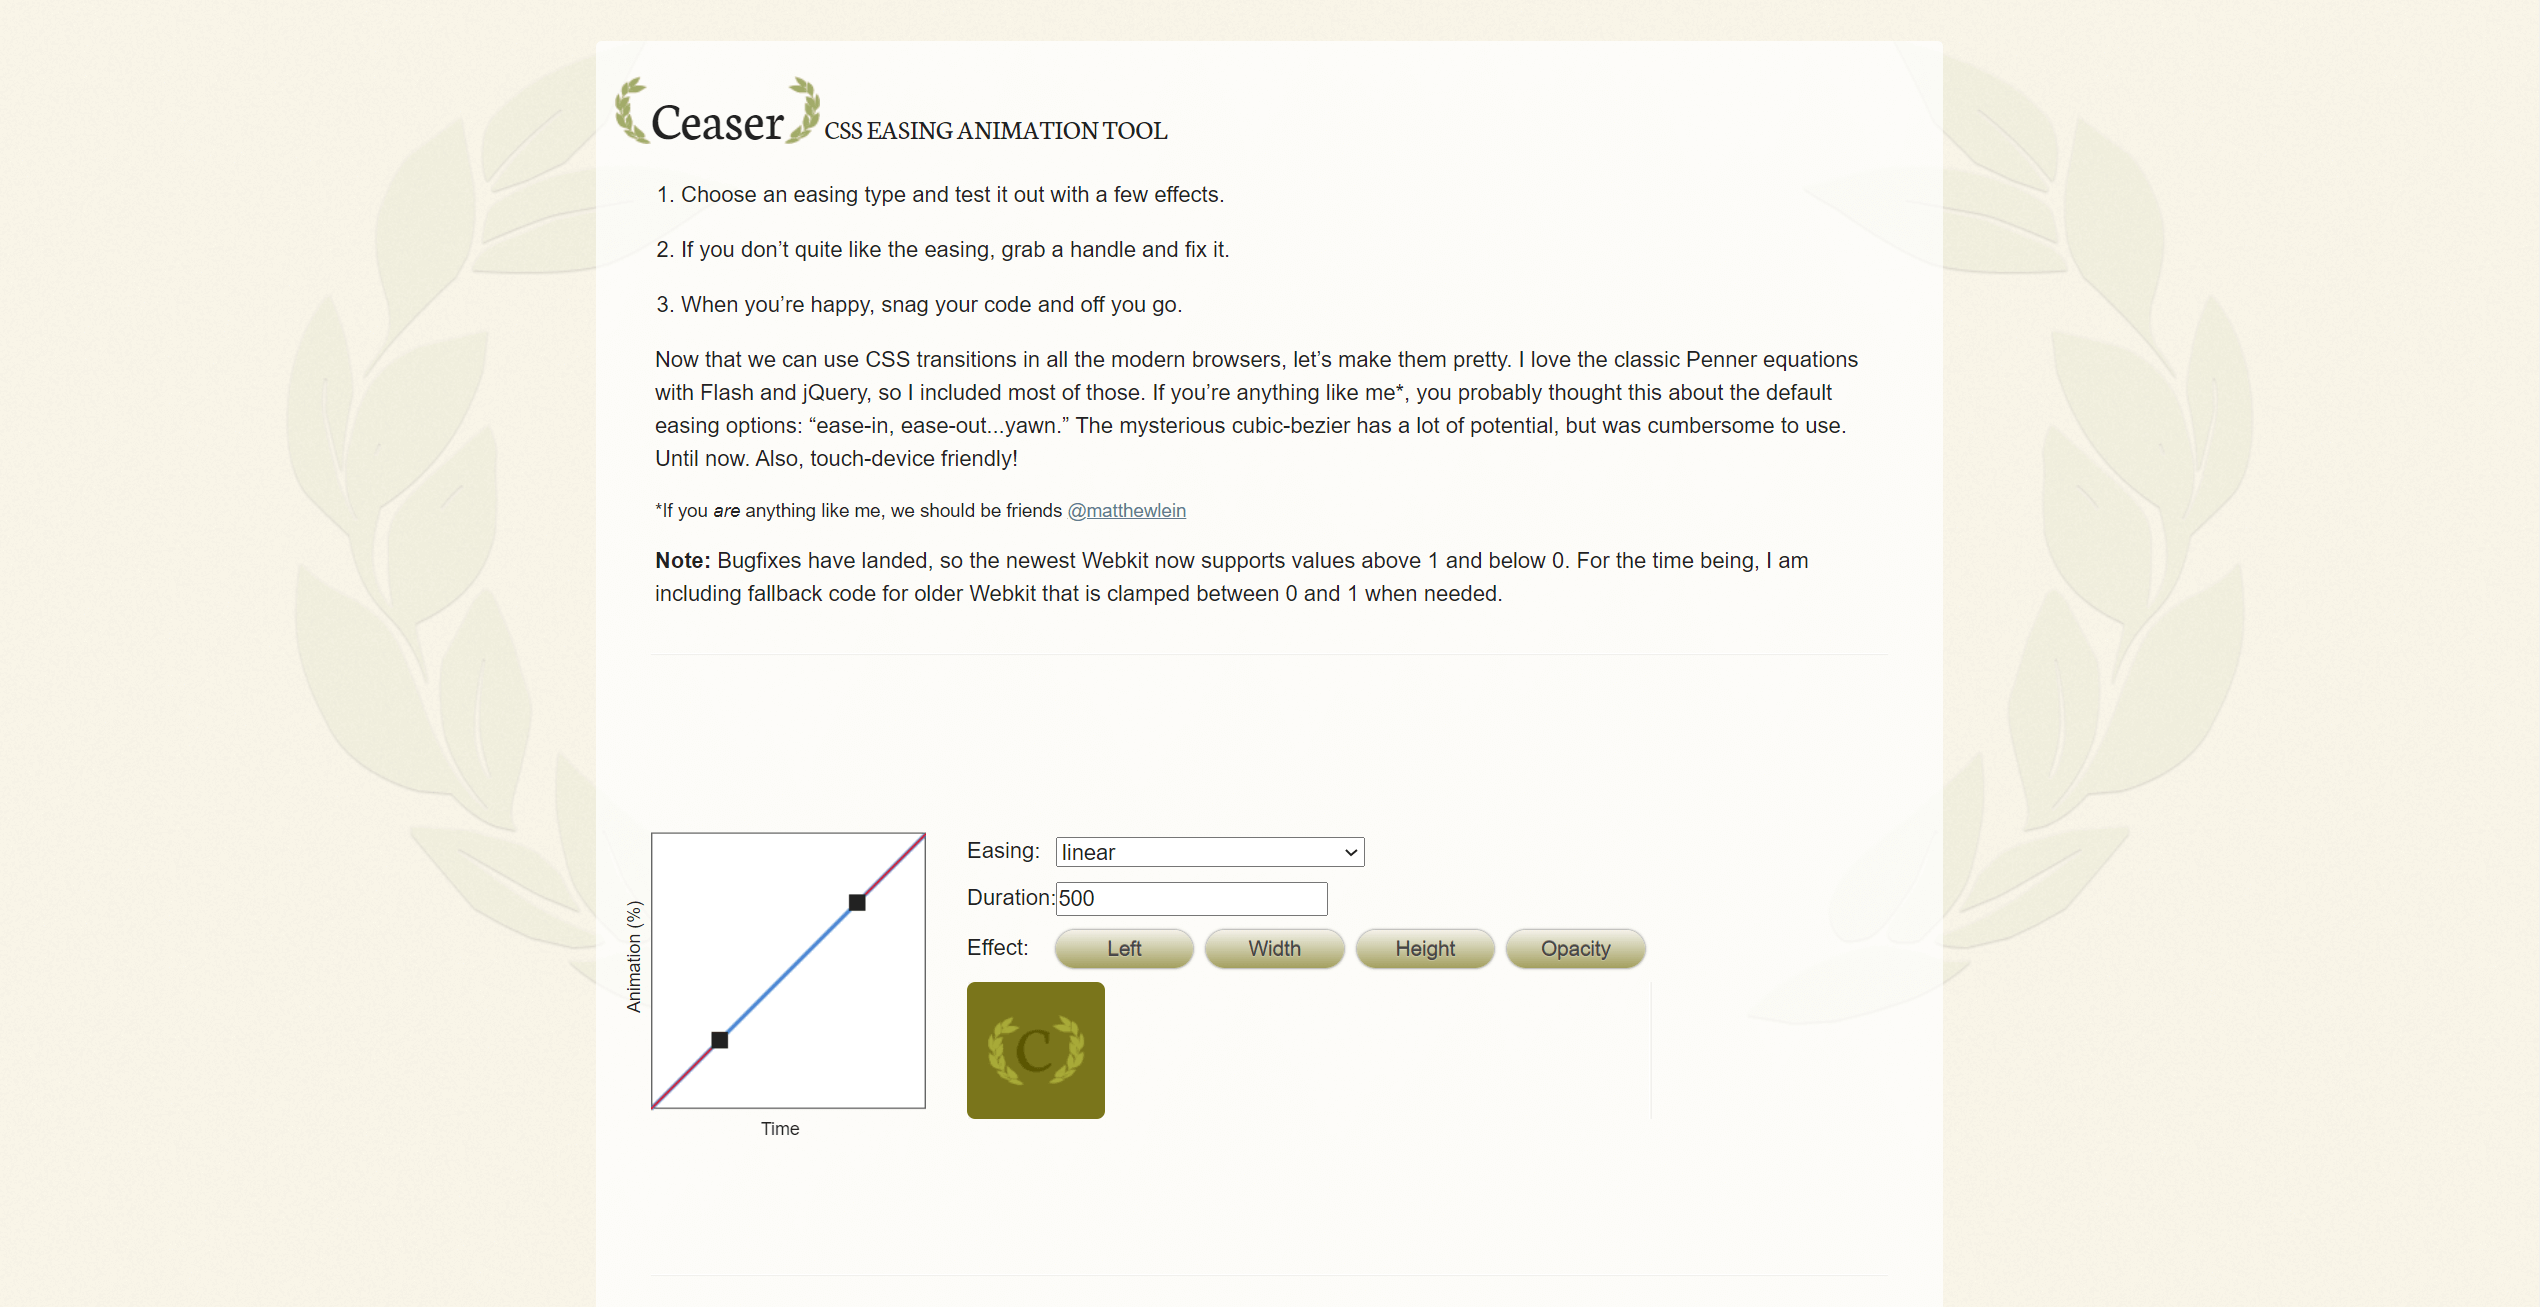 Ceaser CSS EASING ANIMATION TOOL
1. Choose an easing type and test it out with a few effects.
2. If you don’t quite like the easing, grab a handle and fix it.
3. When you’re happy, snag your code and off you go.
Now that we can use CSS transitions in all the modern browsers, let’s make them pretty. I love the classic Penner equations
with Flash and jQuery, so I included most of those. If you’re anything like me*, you probably thought this about the default
easing options: “ease-in, ease-out...yawn.” The mysterious cubic-bezier has a lot of potential, but was cumbersome to use.
Until now. Also, touch-device friendly!
*If you are anything like me, we should be friends @matthewlein
Note: Bugfixes have landed, so the newest Webkit now supports values above 1 and below 0. For the time being, I am
including fallback code for older Webkit that is clamped between 0 and 1 when needed.
Animation (%)
Time
Easing: linear
Duration: 500
Effect: Left Width Height Opacity
C